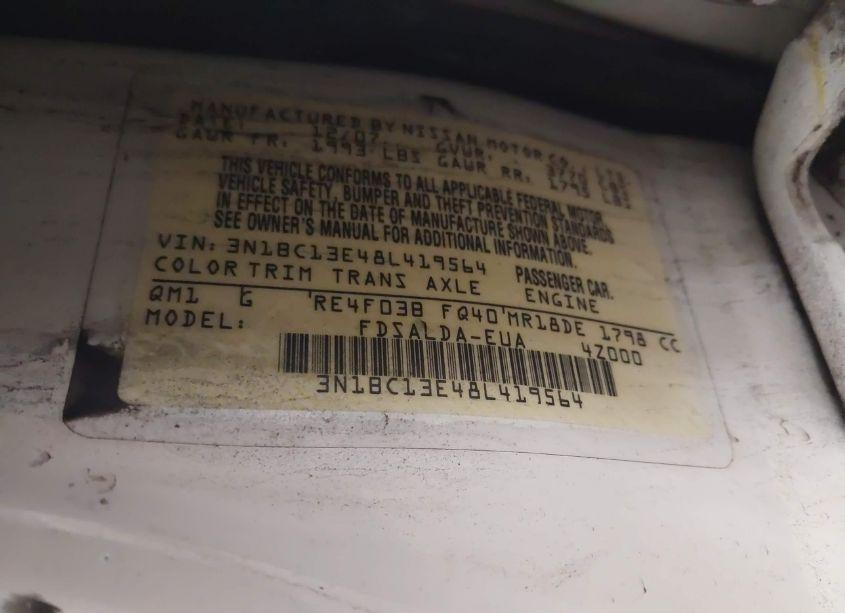 MANUFACTURED BY NISSAN MOTOR CO., LTD.
DATE: 12/07 GVWR:
GAWR FR. 1993 LBS GAWR RR. 1793 LBS
THIS VEHICLE CONFORMS TO ALL APPLICABLE FEDERAL MOTOR
VEHICLE SAFETY, BUMPER AND THEFT PREVENTION STANDARDS
IN EFFECT ON THE DATE OF MANUFACTURE SHOWN ABOVE.
SEE OWNER'S MANUAL FOR ADDITIONAL INFORMATION.
VIN: 3N1BC13E48L419564 PASSENGER CAR.
COLOR TRIM TRANS AXLE ENGINE
QM1 G RE4F03B FQ40 MR18DE 1798 CC
MODEL: FDSALDA-EUA 4Z000
3N1BC13E48L419564